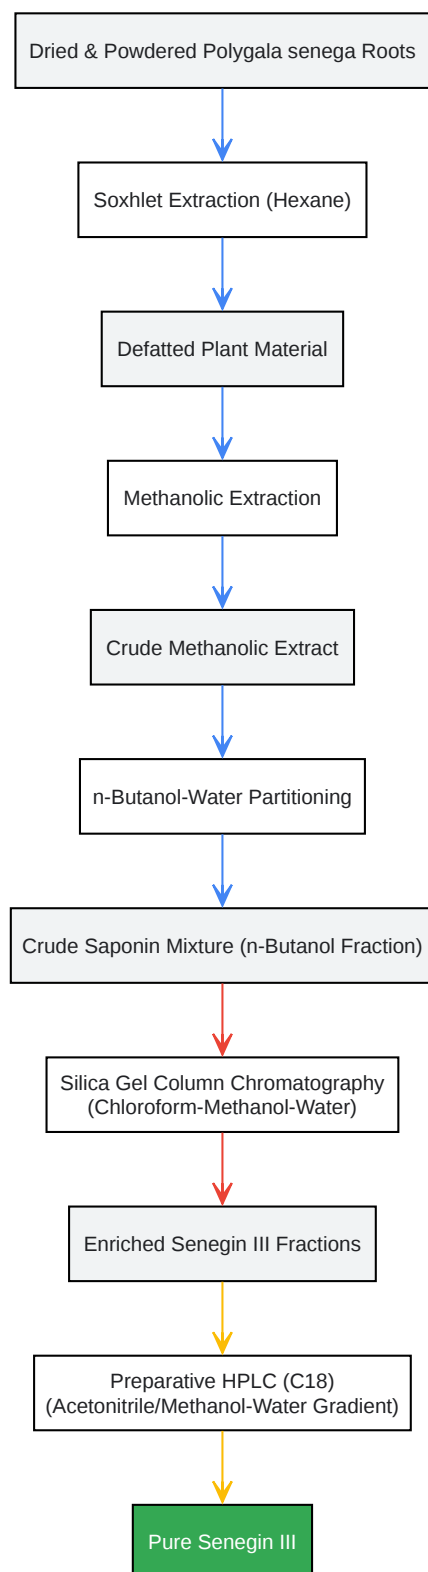 Dried & Powdered Polygala senega Roots
Soxhlet Extraction (Hexane)
Defatted Plant Material
Methanolic Extraction
Crude Methanolic Extract
n-Butanol-Water Partitioning
Crude Saponin Mixture (n-Butanol Fraction)
Silica Gel Column Chromatography
(Chloroform-Methanol-Water)
Enriched Senegin III Fractions
Preparative HPLC (C18)
(Acetonitrile/Methanol-Water Gradient)
Pure Senegin III